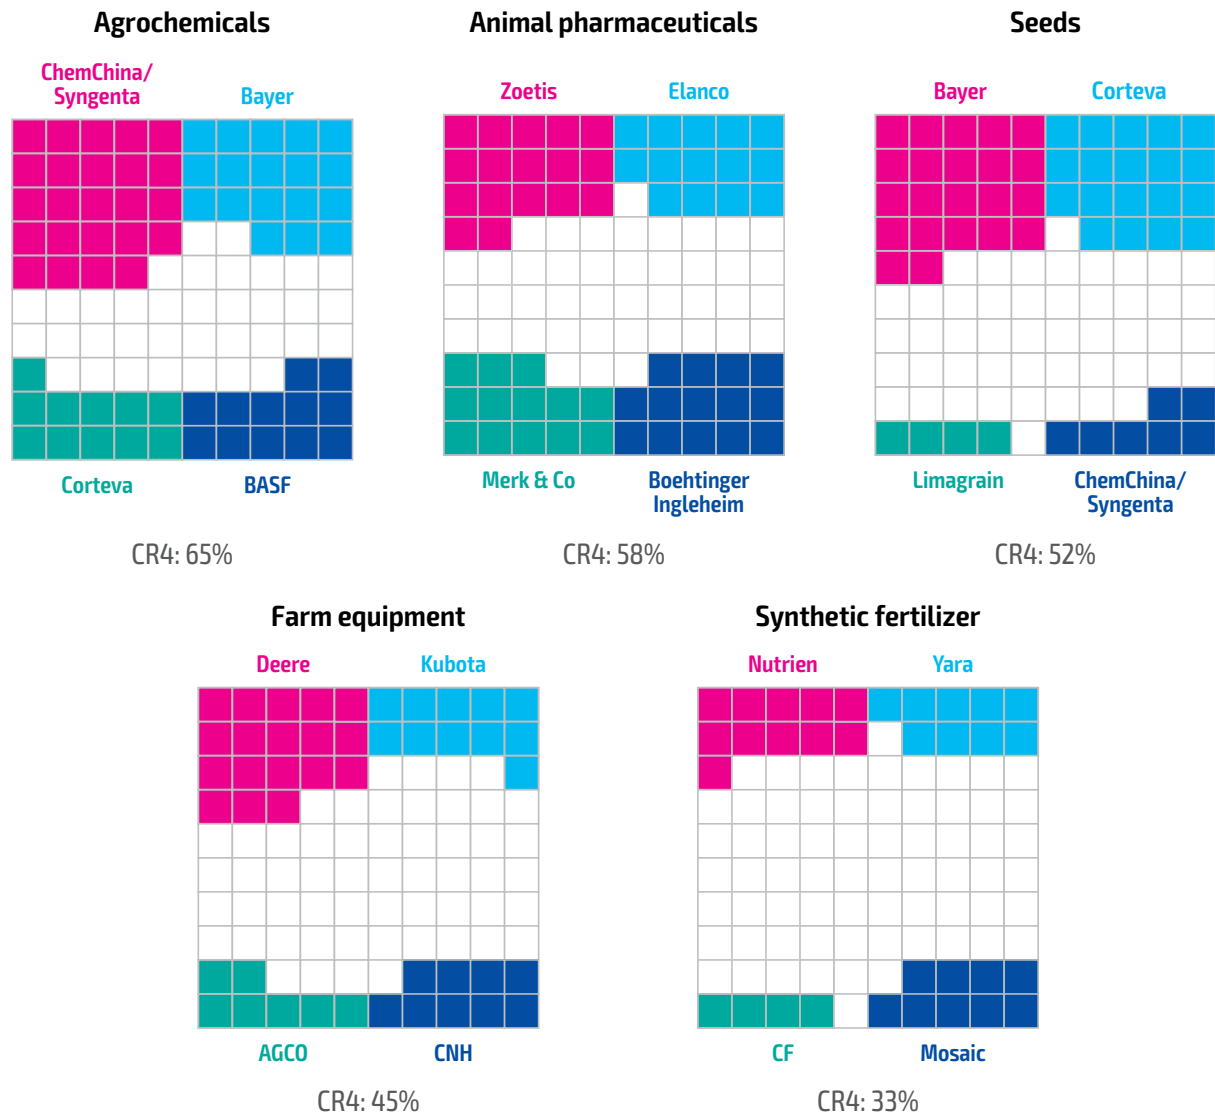 Agrochemicals
Animal pharmaceuticals
Seeds
ChemChina/
Syngenta
Bayer
Zoetis
Elanco
Bayer
Corteva
Corteva
BASF
Merk & Co
Boehtinger
Ingleheim
Limagrain
ChemChina/
Syngenta
CR4: 65%
CR4: 58%
CR4: 52%
Farm equipment
Synthetic fertilizer
Deere
Kubota
Nutrien
Yara
AGCO
CNH
CF
Mosaic
CR4: 45%
CR4: 33%